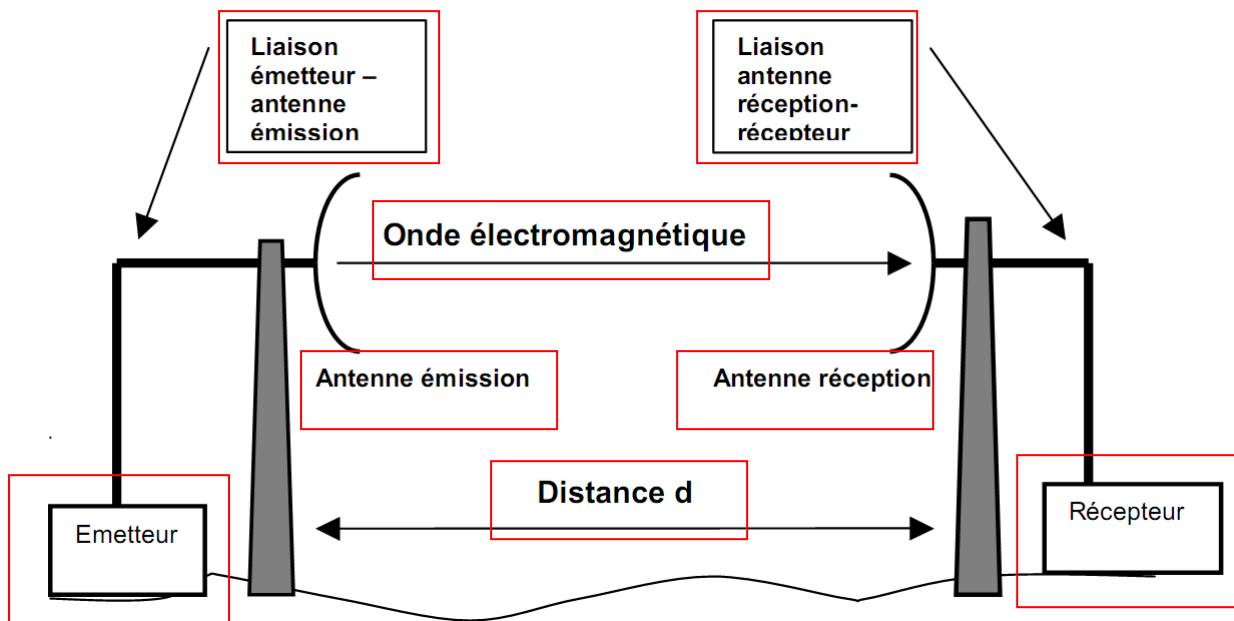 Liaison
émetteur –
antenne
émission
Liaison
antenne
réception-
récepteur
Onde électromagnétique
Antenne émission
Antenne réception
Distance d
Emetteur
Récepteur